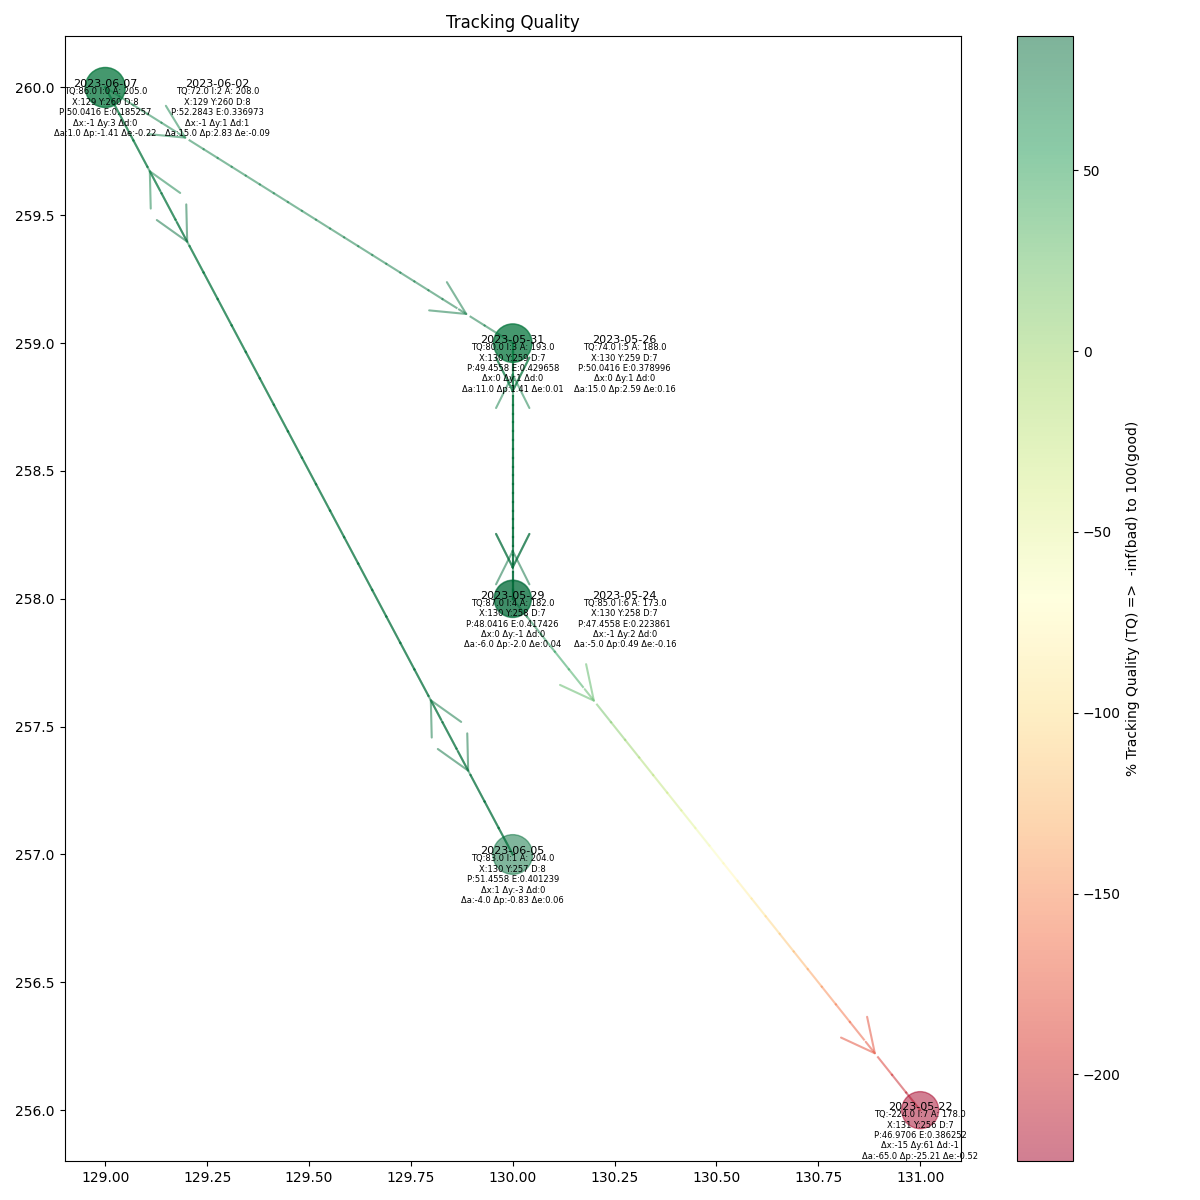 Tracking Quality
260.0
259.5
259.0
258.5
258.0
257.5
257.0
256.5
256.0
2023-06-07
TQ:86.0 I:0 A: 205.0
X:129 Y:260 D:8
P:50.0416 E:0.185257
Δx:-1 Δy:3 Δd:0
Δa:1.0 Δp:-1.41 Δe:-0.22
2023-06-02
TQ:72.0 I:2 A: 208.0
X:129 Y:260 D:8
P:52.2843 E:0.336973
Δx:-1 Δy:1 Δd:1
Δa:15.0 Δp:2.83 Δe:-0.09
2023-05-31
TQ:80.0 I:3 A: 193.0
X:130 Y:259 D:7
P:49.4558 E:0.429658
Δx:0 Δy:1 Δd:0
Δa:11.0 Δp:1.41 Δe:0.01
2023-05-26
TQ:74.0 I:5 A: 188.0
X:130 Y:259 D:7
P:50.0416 E:0.378996
Δx:0 Δy:1 Δd:0
Δa:15.0 Δp:2.59 Δe:0.16
2023-05-29
TQ:87.0 I:4 A: 182.0
X:130 Y:258 D:7
P:48.0416 E:0.417426
Δx:0 Δy:-1 Δd:0
Δa:-6.0 Δp:-2.0 Δe:0.04
2023-05-24
TQ:85.0 I:6 A: 173.0
X:130 Y:258 D:7
P:47.4558 E:0.223861
Δx:-1 Δy:2 Δd:0
Δa:-5.0 Δp:0.49 Δe:-0.16
2023-06-05
TQ:83.0 I:1 A: 204.0
X:130 Y:257 D:8
P:51.4558 E:0.401239
Δx:1 Δy:-3 Δd:0
Δa:-4.0 Δp:-0.83 Δe:0.06
2023-05-22
TQ:-224.0 I:7 A: 178.0
X:131 Y:256 D:7
P:46.9706 E:0.386252
Δx:-15 Δy:61 Δd:-1
Δa:-65.0 Δp:-25.21 Δe:-0.52
129.00 129.25 129.50 129.75 130.00 130.25 130.50 130.75 131.00
50
0
−50
−100
−150
−200
% Tracking Quality (TQ) => -inf(bad) to 100(good)